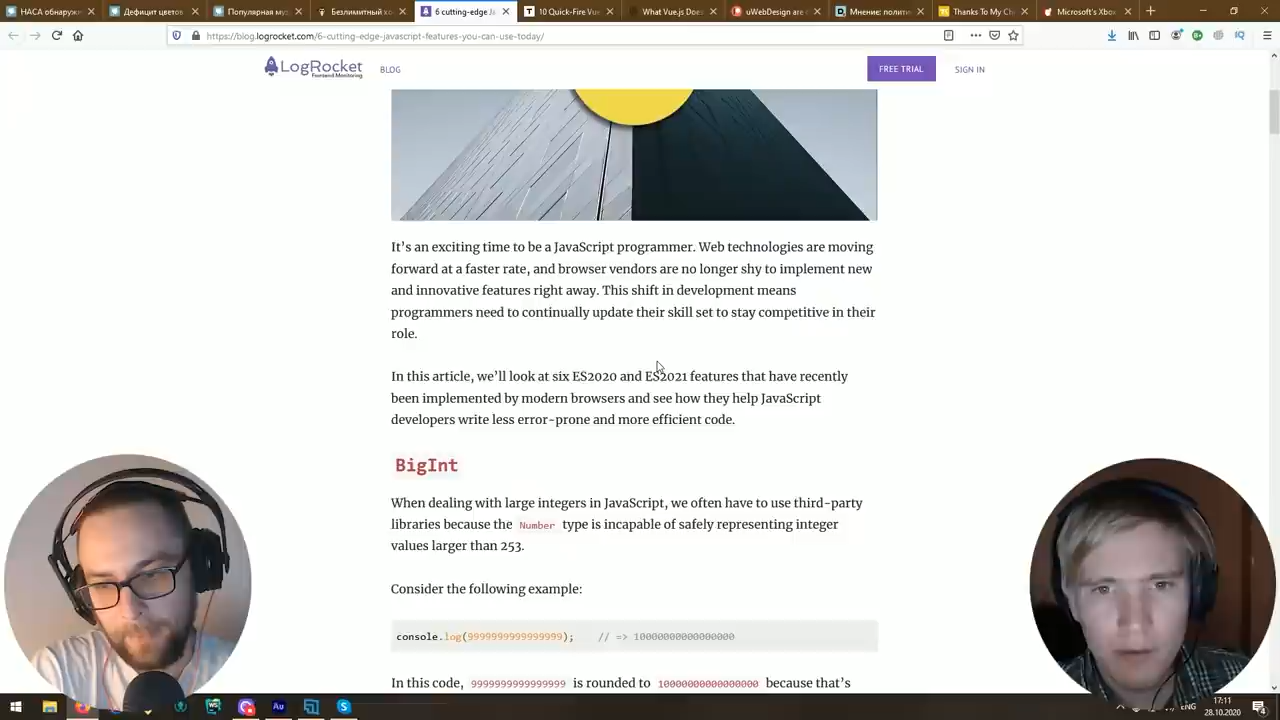 НАСА обнаружи
Дефицит цветов
Популярная муз
Безлимитный ко
6 cutting-edge J
10 Quick-Fire Vue
What Vue.js Does
uWebDesign are c
Мнение: полити
Thanks To My Che
Microsoft's Xbox
https://blog.logrocket.com/6-cutting-edge-javascript-features-you-can-use-today/
LogRocket
Frontend Monitoring
BLOG
FREE TRIAL
SIGN IN
It’s an exciting time to be a JavaScript programmer. Web technologies are moving
forward at a faster rate, and browser vendors are no longer shy to implement new
and innovative features right away. This shift in development means
programmers need to continually update their skill set to stay competitive in their
role.
In this article, we’ll look at six ES2020 and ES2021 features that have recently
been implemented by modern browsers and see how they help JavaScript
developers write less error-prone and more efficient code.
BigInt
When dealing with large integers in JavaScript, we often have to use third-party
libraries because the Number type is incapable of safely representing integer
values larger than 253.
Consider the following example:
console.log(9999999999999999); // => 10000000000000000
In this code, 9999999999999999 is rounded to 10000000000000000 because that’s
ENG
17:11
28.10.2020